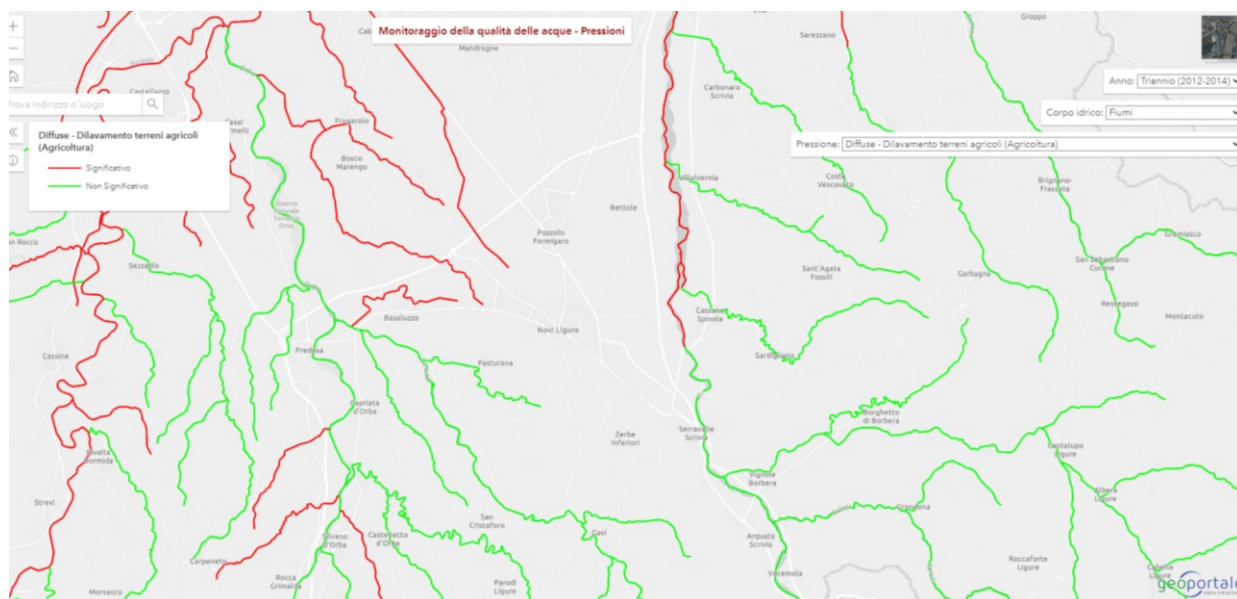 Groppo
Sarezzano
Monitoraggio della qualità delle acque - Pressioni
Mandrogne
Castellazzo
Carbonara
Scrivia
Anno: Triennio (2012-2014)
Trova indirizzo o luogo
Corpo idrico: Fiumi
Frugarolo
Casal
Diffuse - Dilavamento terreni agricoli
(Agricoltura)
Pressione: Diffuse - Dilavamento terreni agricoli (Agricoltura)
Significativo
Bosco
Marengo
Non Significativo
Villalvernia
Costa
Vescovato
Brignano-
Frascata
Riserva
Naturale
Torrente
Orba
Bettole
Pozzolo
Formigaro
Gremiasco
Sezzadio
Sant'Agata
Fossili
Garbagna
San Sebastiano
Curone
Restegassi
Basaluzzo
Novi Ligure
Cassano
Spinola
Montacuto
Cassine
Predosa
Pasturana
Sardigliano
Capriata
d'Orba
Borghetto
di Borbera
Zerbe
Inferiori
Serravalle
Scrivia
Cantalupo
Ligure
Rivalta
Bormida
Vignole
Borbera
Albera
Ligure
Strevi
San
Cristoforo
Silvano
d'Orba
Castelletto
d'Orba
Gavi
Arquata
Scrivia
Carpeneto
Roccaforte
Ligure
Rocca
Grimalda
Parodi
Ligure
Vocemola
Cabella
Ligure
Morsasco
geoportale